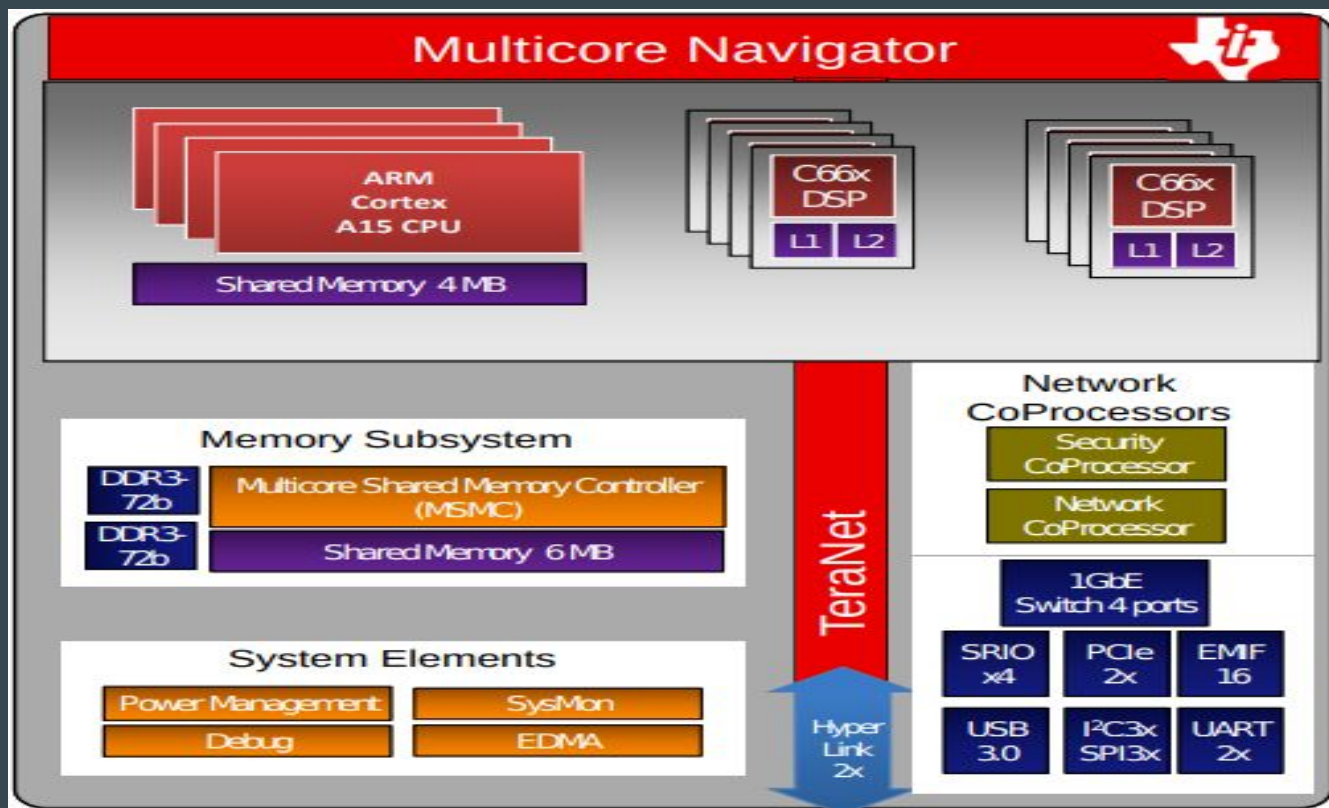 Multicore Navigator
ti
ARM
Cortex
A15 CPU
Shared Memory 4 MB
C66x
DSP
L1 L2
C66x
DSP
L1 L2
Memory Subsystem
DDR3-
72b
DDR3-
72b
Multicore Shared Memory Controller
(MSMC)
Shared Memory 6 MB
System Elements
Power Management
SysMon
Debug
EDMA
TeraNet
Hyper
Link
2x
Network
CoProcessors
Security
CoProcessor
Network
CoProcessor
1GbE
Switch 4 ports
SRIO
x4
PCIe
2x
EMIF
16
USB
3.0
I²C3x
SPI3x
UART
2x